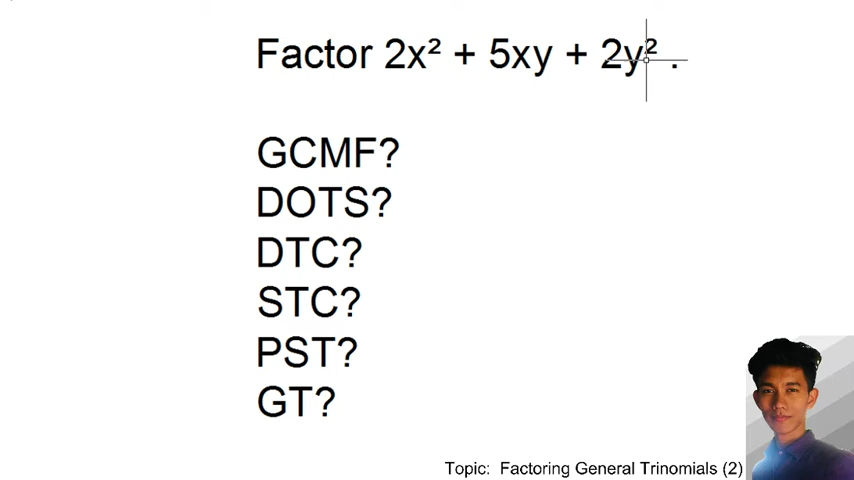 Factor 2x² + 5xy + 2y² .
GCMF?
DOTS?
DTC?
STC?
PST?
GT?
Topic: Factoring General Trinomials (2)